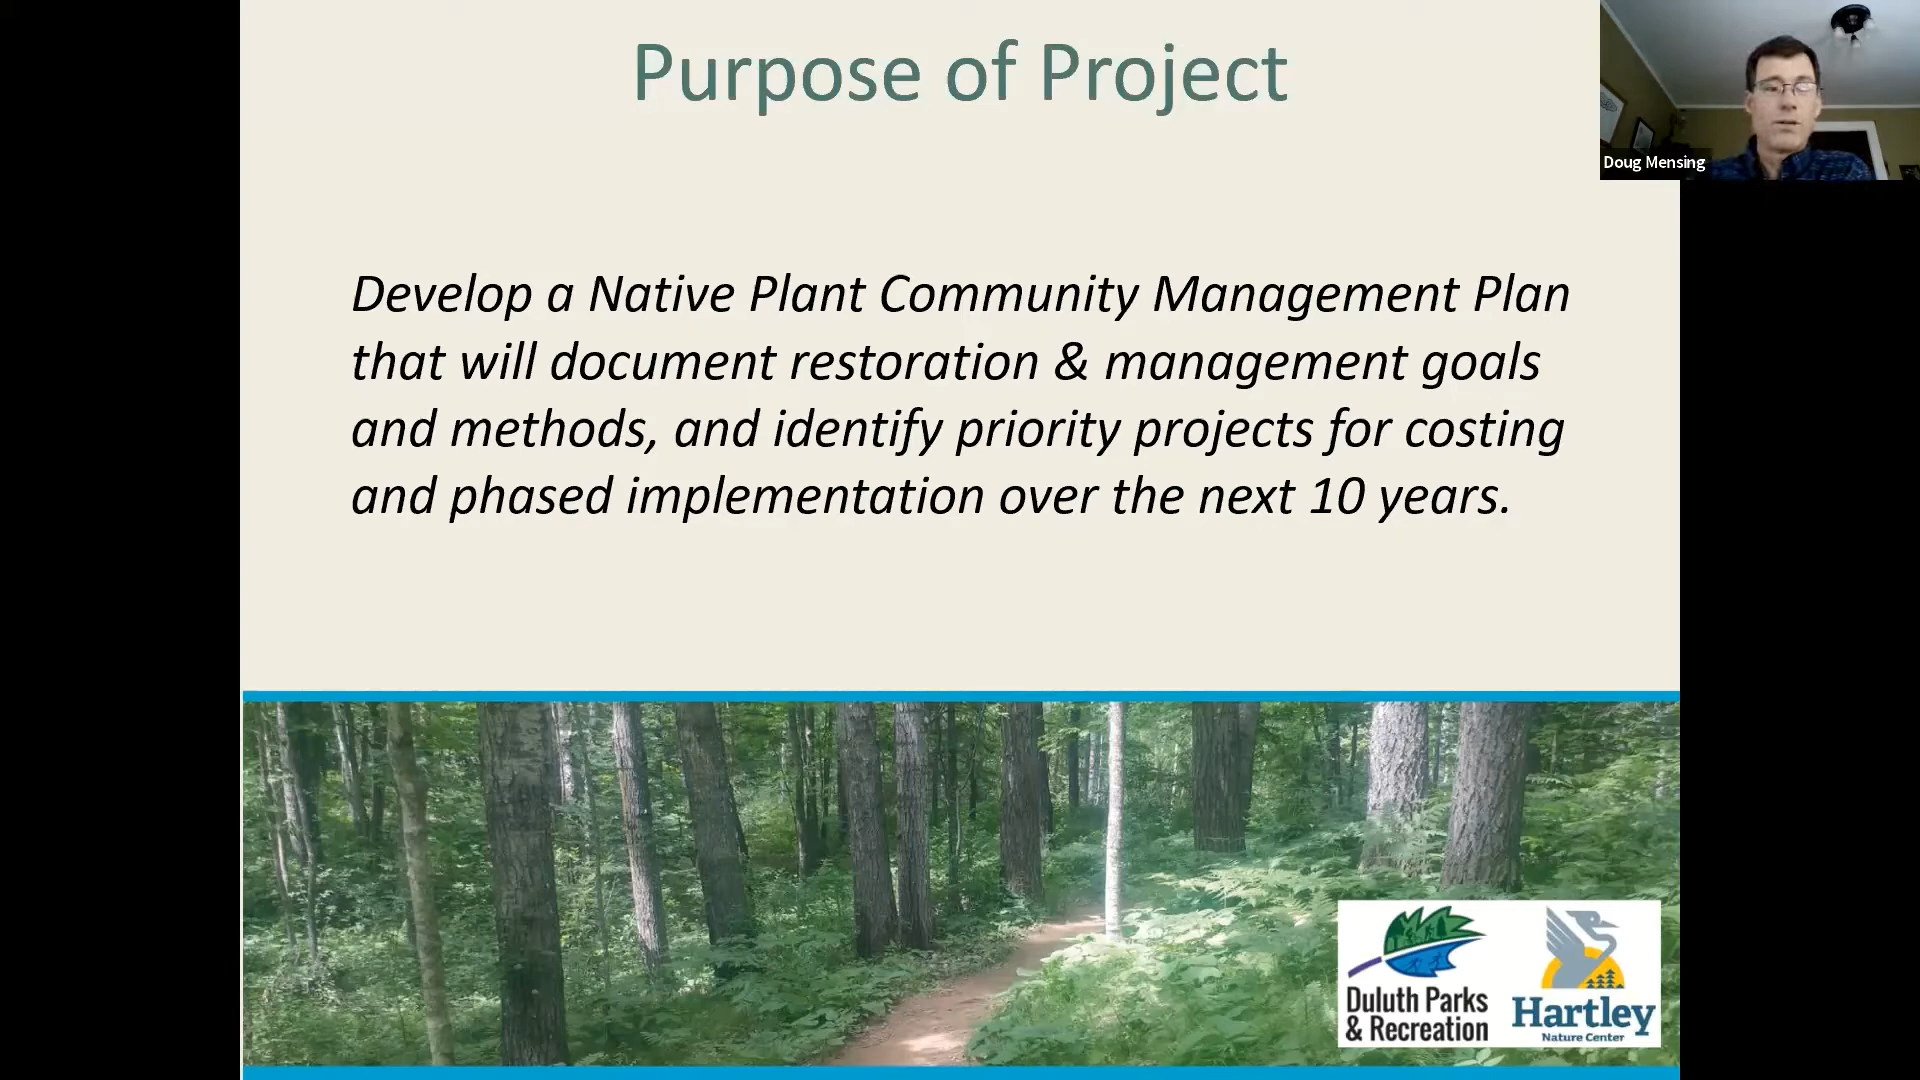 Purpose of Project
Doug Mensing
Develop a Native Plant Community Management Plan
that will document restoration & management goals
and methods, and identify priority projects for costing
and phased implementation over the next 10 years.
Duluth Parks
& Recreation
Hartley
Nature Center